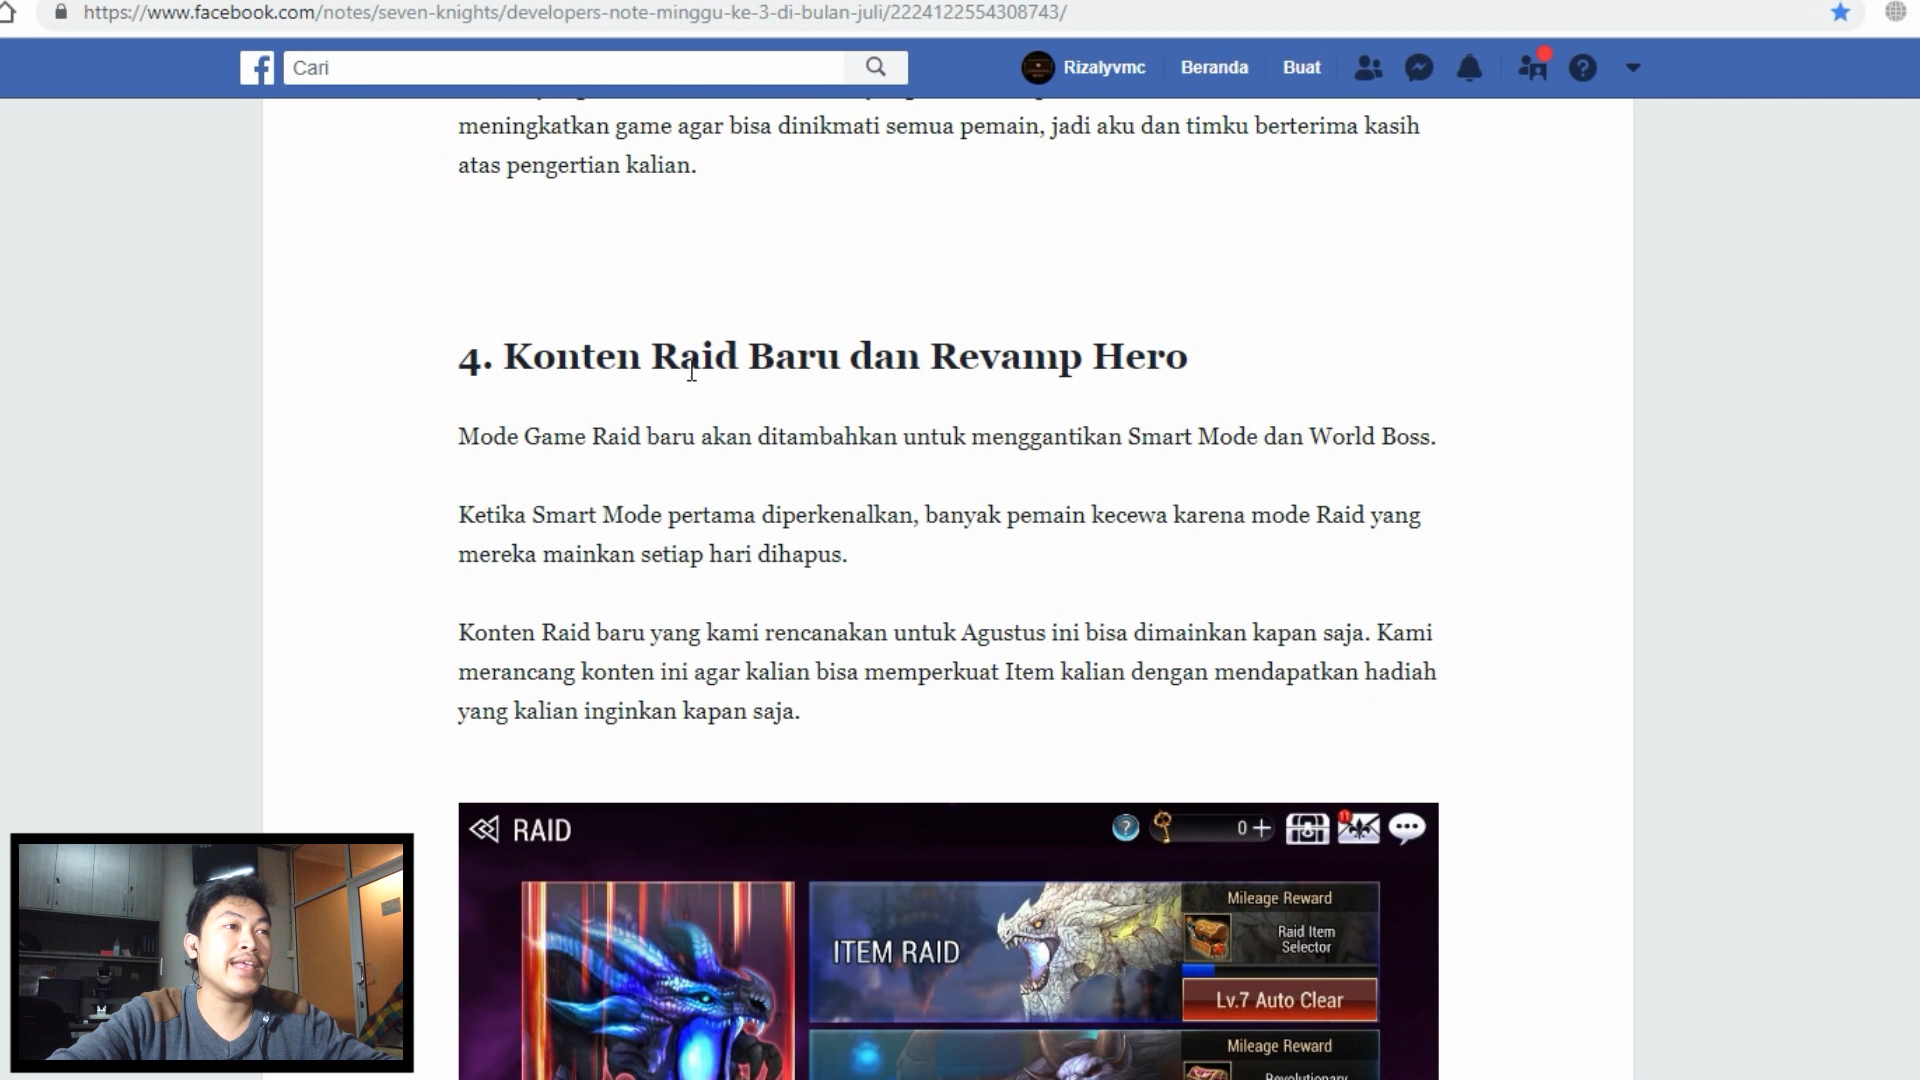 https://www.facebook.com/notes/seven-knights/developers-note-minggu-ke-3-di-bulan-juli/2224122554308743/
Cari
Rizalyvmc
Beranda
Buat
meningkatkan game agar bisa dinikmati semua pemain, jadi aku dan timku berterima kasih
atas pengertian kalian.
4. Konten Raid Baru dan Revamp Hero
Mode Game Raid baru akan ditambahkan untuk menggantikan Smart Mode dan World Boss.
Ketika Smart Mode pertama diperkenalkan, banyak pemain kecewa karena mode Raid yang
mereka mainkan setiap hari dihapus.
Konten Raid baru yang kami rencanakan untuk Agustus ini bisa dimainkan kapan saja. Kami
merancang konten ini agar kalian bisa memperkuat Item kalian dengan mendapatkan hadiah
yang kalian inginkan kapan saja.
RAID
0
ITEM RAID
Mileage Reward
Raid Item
Selector
Lv.7 Auto Clear
Mileage Reward
Revolutionary